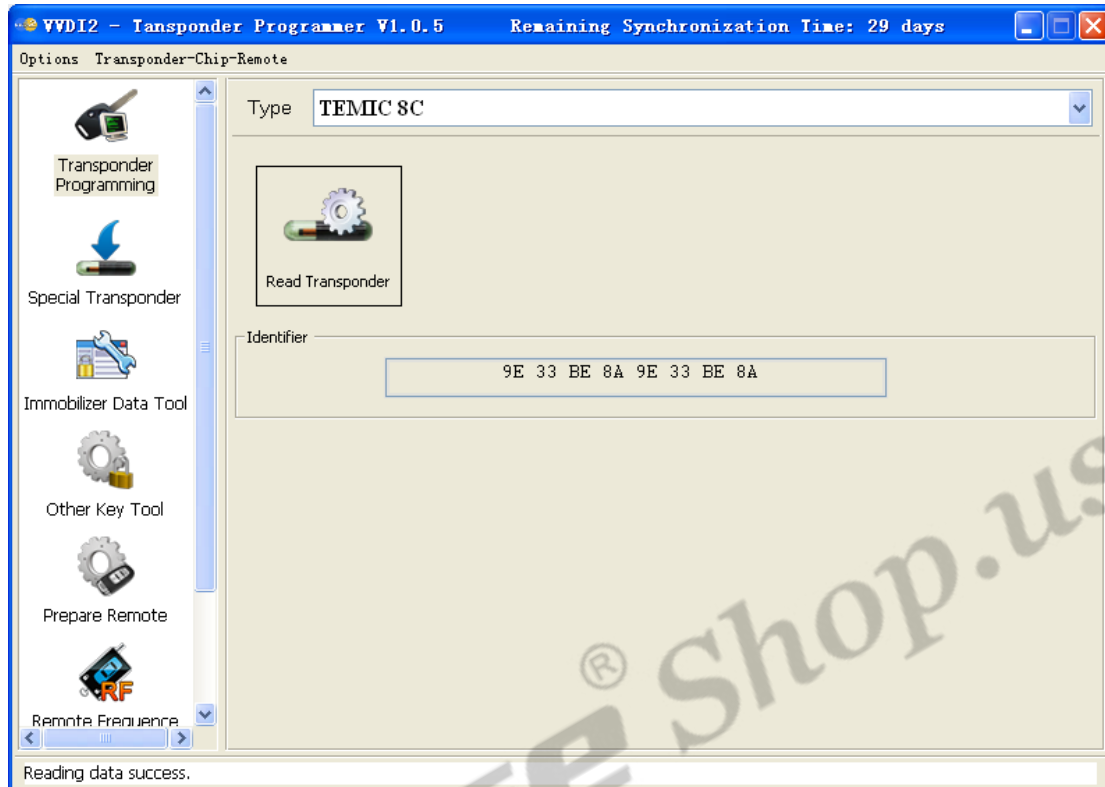 VVDI2 - Tansponder Programmer V1.0.5 Remaining Synchronization Time: 29 days
Options Transponder-Chip-Remote
Type TEMIC 8C
Transponder
Programming
Read Transponder
Special Transponder
Identifier
9E 33 BE 8A 9E 33 BE 8A
Immobilizer Data Tool
Other Key Tool
Prepare Remote
RF
Remote Frequence
Reading data success.
® Shop.us